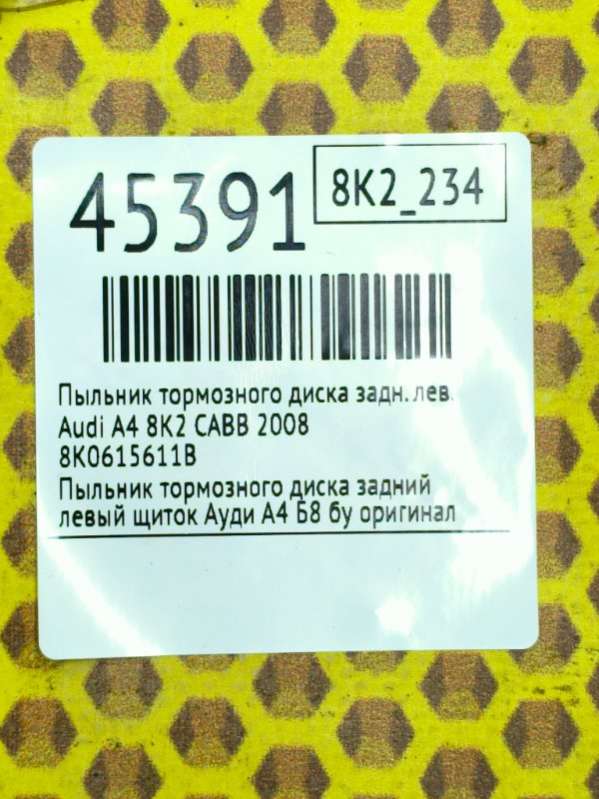 45391
8K2_234
Пыльник тормозного диска задн. лев.
Audi A4 8K2 CABB 2008
8K0615611B
Пыльник тормозного диска задний
левый щиток Ауди А4 Б8 бу оригинал